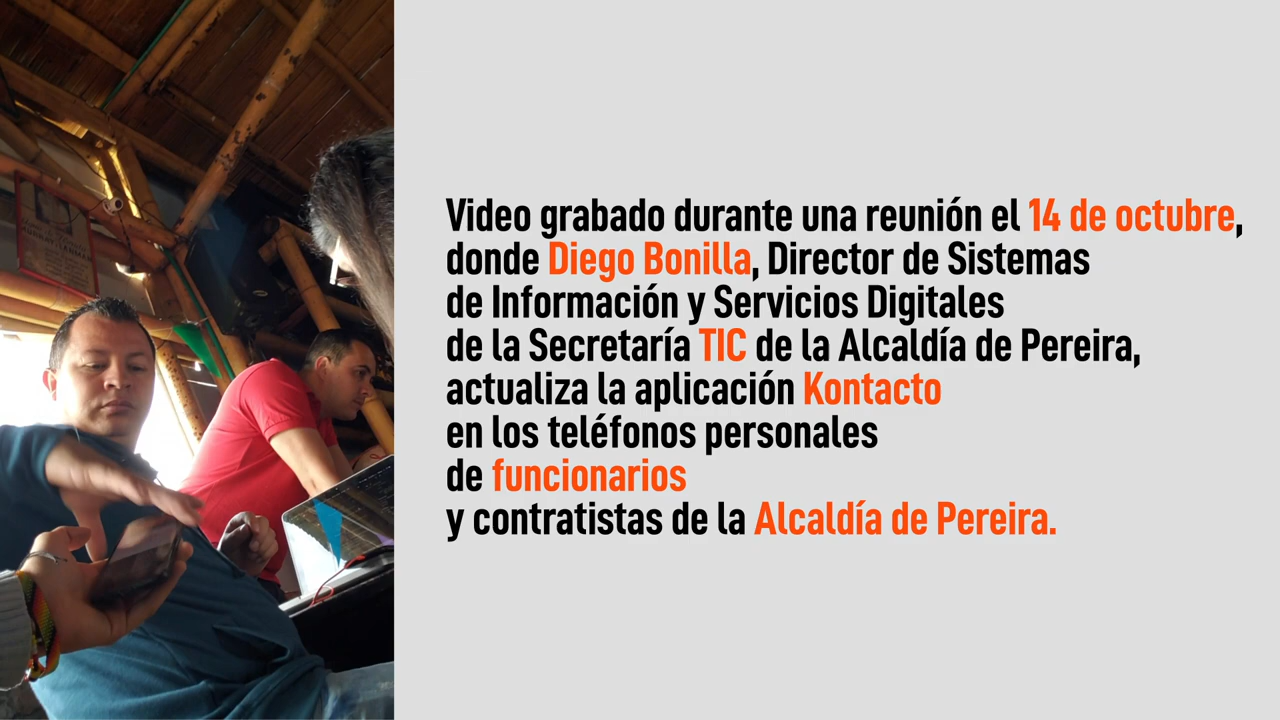 Video grabado durante una reunión el 14 de octubre,
donde Diego Bonilla, Director de Sistemas
de Información y Servicios Digitales
de la Secretaría TIC de la Alcaldía de Pereira,
actualiza la aplicación Kontacto
en los teléfonos personales
de funcionarios
y contratistas de la Alcaldía de Pereira.